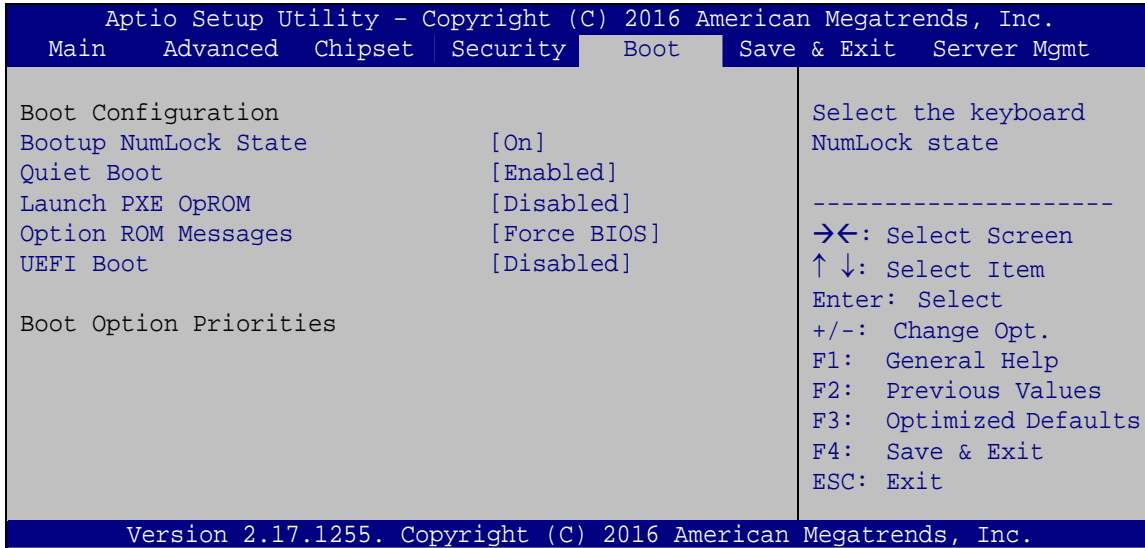 Aptio Setup Utility – Copyright (C) 2016 American Megatrends, Inc.
Main Advanced Chipset Security Boot Save & Exit Server Mgmt
Boot Configuration
Bootup NumLock State [On]
Quiet Boot [Enabled]
Launch PXE OpROM [Disabled]
Option ROM Messages [Force BIOS]
UEFI Boot [Disabled]
Boot Option Priorities
Select the keyboard
NumLock state
---------------------
→←: Select Screen
↑ ↓: Select Item
Enter: Select
+/-: Change Opt.
F1: General Help
F2: Previous Values
F3: Optimized Defaults
F4: Save & Exit
ESC: Exit
Version 2.17.1255. Copyright (C) 2016 American Megatrends, Inc.